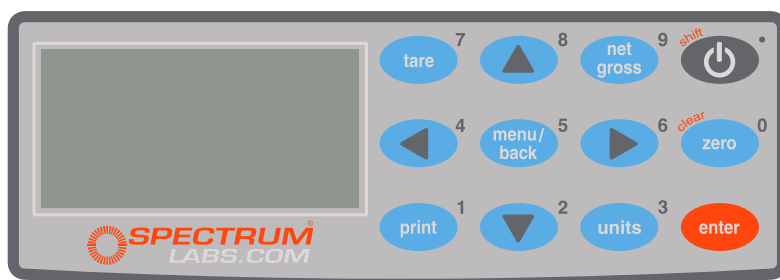 tare 7
8
net gross 9
shift .
4
menu/ back 5
6
clear zero 0
print 1
2
units 3
enter
SPECTRUM®
LABS.COM